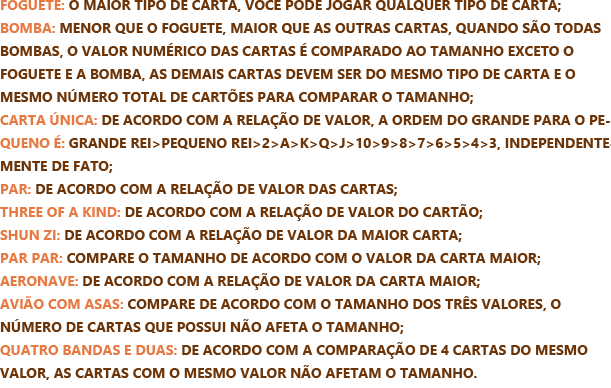 FOGUETE: O MAIOR TIPO DE CARTA, VOCÊ PODE JOGAR QUALQUER TIPO DE CARTA;
BOMBA: MENOR QUE O FOGUETE, MAIOR QUE AS OUTRAS CARTAS, QUANDO SÃO TODAS
BOMBAS, O VALOR NUMÉRICO DAS CARTAS É COMPARADO AO TAMANHO EXCETO O
FOGUETE E A BOMBA, AS DEMAIS CARTAS DEVEM SER DO MESMO TIPO DE CARTA E O
MESMO NÚMERO TOTAL DE CARTÕES PARA COMPARAR O TAMANHO;
CARTA ÚNICA: DE ACORDO COM A RELAÇÃO DE VALOR, A ORDEM DO GRANDE PARA O PE-
QUENO É: GRANDE REI>PEQUENO REI>2>A>K>Q>J>10>9>8>7>6>5>4>3, INDEPENDENTE-
MENTE DE FATO;
PAR: DE ACORDO COM A RELAÇÃO DE VALOR DAS CARTAS;
THREE OF A KIND: DE ACORDO COM A RELAÇÃO DE VALOR DO CARTÃO;
SHUN ZI: DE ACORDO COM A RELAÇÃO DE VALOR DA MAIOR CARTA;
PAR PAR: COMPARE O TAMANHO DE ACORDO COM O VALOR DA CARTA MAIOR;
AERONAVE: DE ACORDO COM A RELAÇÃO DE VALOR DA CARTA MAIOR;
AVIÃO COM ASAS: COMPARE DE ACORDO COM O TAMANHO DOS TRÊS VALORES, O
NÚMERO DE CARTAS QUE POSSUI NÃO AFETA O TAMANHO;
QUATRO BANDAS E DUAS: DE ACORDO COM A COMPARAÇÃO DE 4 CARTAS DO MESMO
VALOR, AS CARTAS COM O MESMO VALOR NÃO AFETAM O TAMANHO.